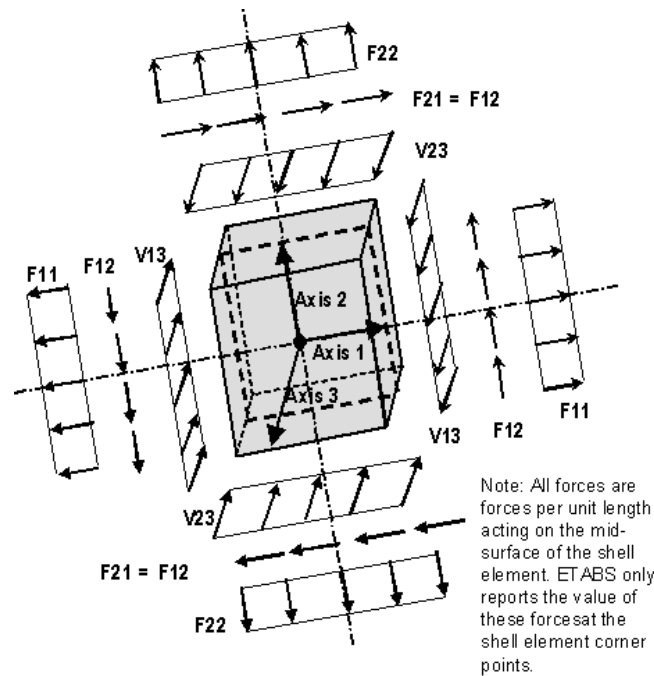 F22
F21 = F12
V23
F11
F12
V13
Axis 2
Axis 1
Axis 3
V13
F12
F11
V23
F21 = F12
F22
Note: All forces are
forces per unit length
acting on the mid-
surface of the shell
element. ETABS only
reports the value of
these forcesat the
shell element corner
points.